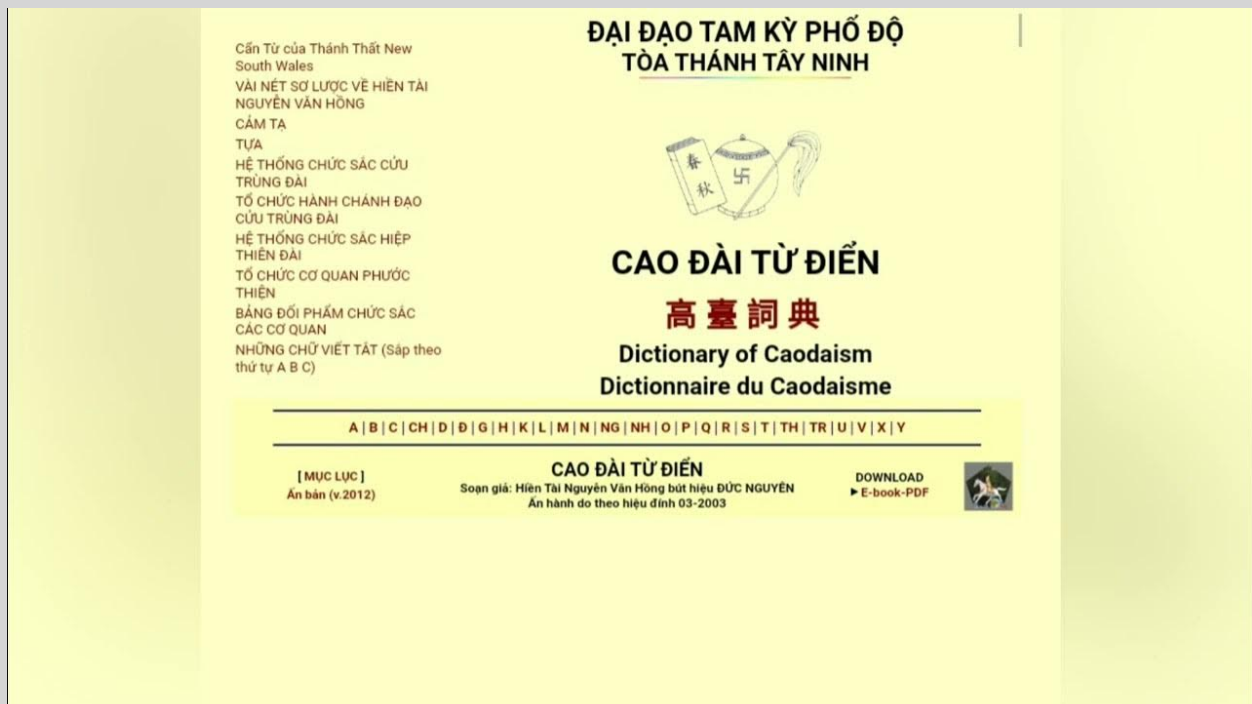 Cẩn Từ của Thánh Thất New
South Wales
VÀI NÉT SƠ LƯỢC VỀ HIỀN TÀI
NGUYỄN VĂN HỒNG
CẢM TẠ
TỰA
HỆ THỐNG CHỨC SẮC CỬU
TRÙNG ĐÀI
TỔ CHỨC HÀNH CHÁNH ĐẠO
CỬU TRÙNG ĐÀI
HỆ THỐNG CHỨC SẮC HIỆP
THIÊN ĐÀI
TỔ CHỨC CƠ QUAN PHƯỚC
THIỆN
BẢNG ĐỐI PHẨM CHỨC SẮC
CÁC CƠ QUAN
NHỮNG CHỮ VIẾT TẮT (Sắp theo
thứ tự A B C)
ĐẠI ĐẠO TAM KỲ PHỔ ĐỘ
TÒA THÁNH TÂY NINH
春
秋
卐
CAO ĐÀI TỪ ĐIỂN
高臺詞典
Dictionary of Caodaism
Dictionnaire du Caodaisme
A | B | C | CH | D | Đ | G | H | K | L | M | N | NG | NH | O | P | Q | R | S | T | TH | TR | U | V | X | Y
[ MỤC LỤC ]
Ấn bản (v.2012)
CAO ĐÀI TỪ ĐIỂN
Soạn giả: Hiền Tài Nguyễn Văn Hồng bút hiệu ĐỨC NGUYÊN
Ấn hành do theo hiệu đính 03-2003
DOWNLOAD
►E-book-PDF